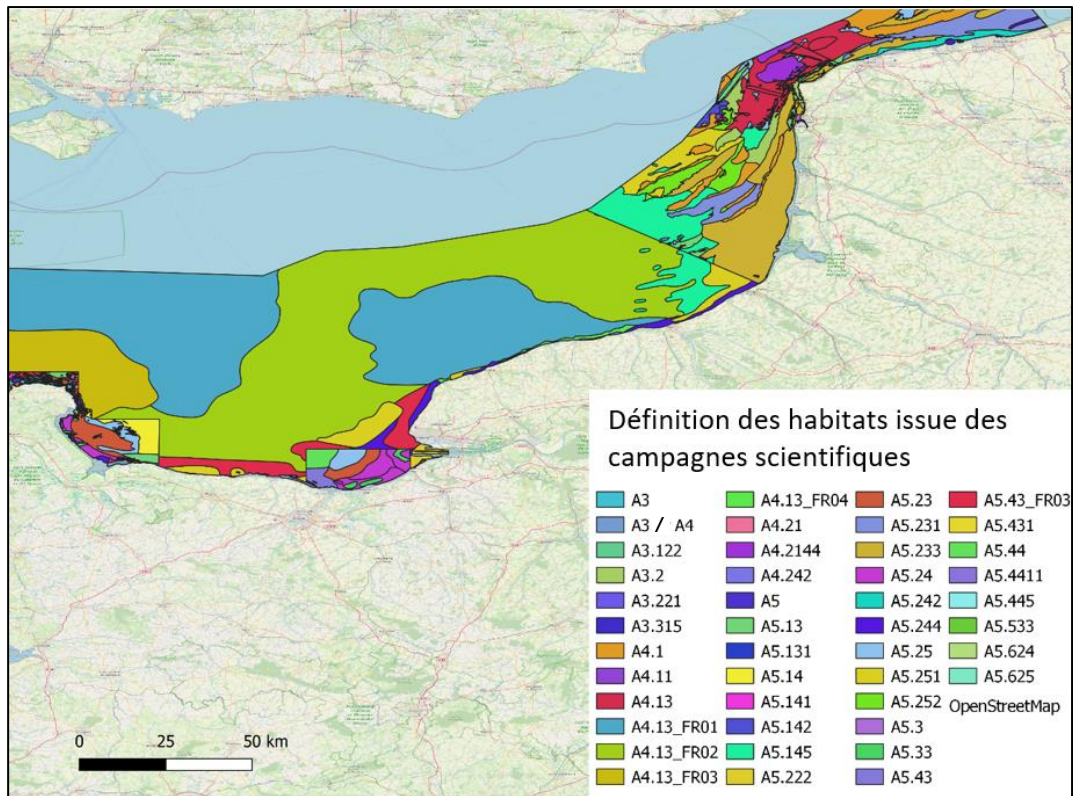 Définition des habitats issue des
campagnes scientifiques
A3
A3 / A4
A3.122
A3.2
A3.221
A3.315
A4.1
A4.11
A4.13
A4.13_FR01
A4.13_FR02
A4.13_FR03
A4.13_FR04
A4.21
A4.2144
A4.242
A5
A5.13
A5.131
A5.14
A5.141
A5.142
A5.145
A5.222
A5.23
A5.231
A5.233
A5.24
A5.242
A5.244
A5.25
A5.251
A5.252
A5.3
A5.33
A5.43
A5.43_FR03
A5.431
A5.44
A5.4411
A5.445
A5.533
A5.624
A5.625
OpenStreetMap
0 25 50 km